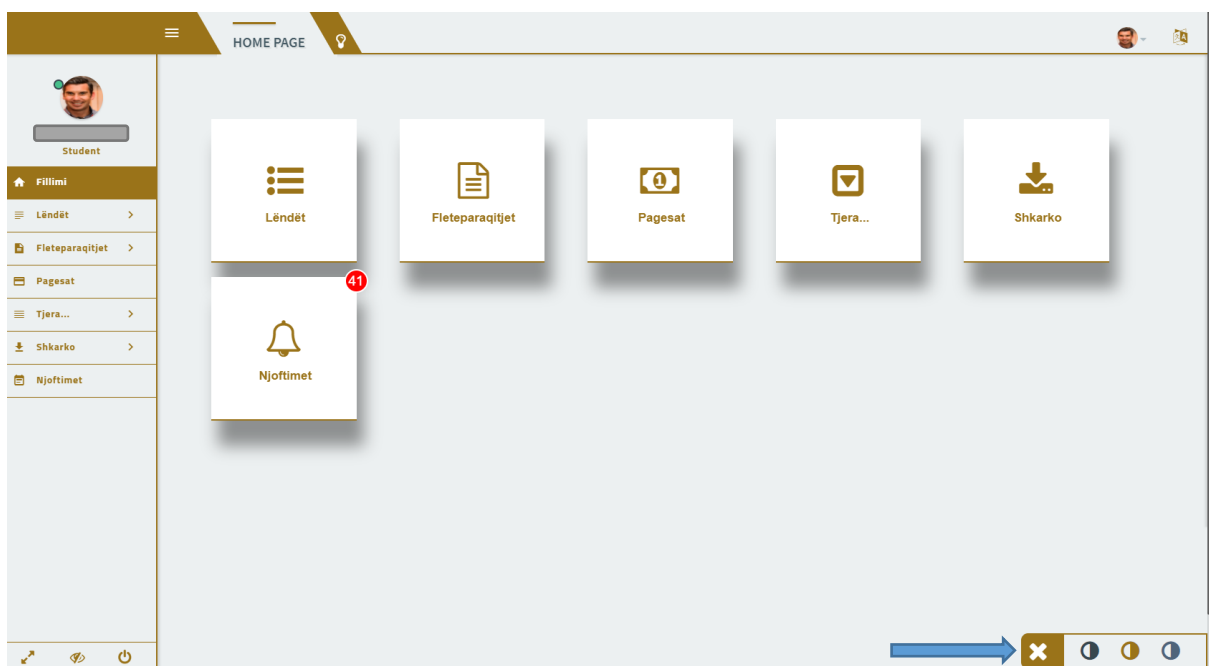 HOME PAGE
Student
Fillimi
Lëndët
Fleteparaqitjet
Pagesat
Tjera...
Shkarko
Njoftimet
Lëndët
Fleteparaqitjet
Pagesat
Tjera...
Shkarko
41
Njoftimet